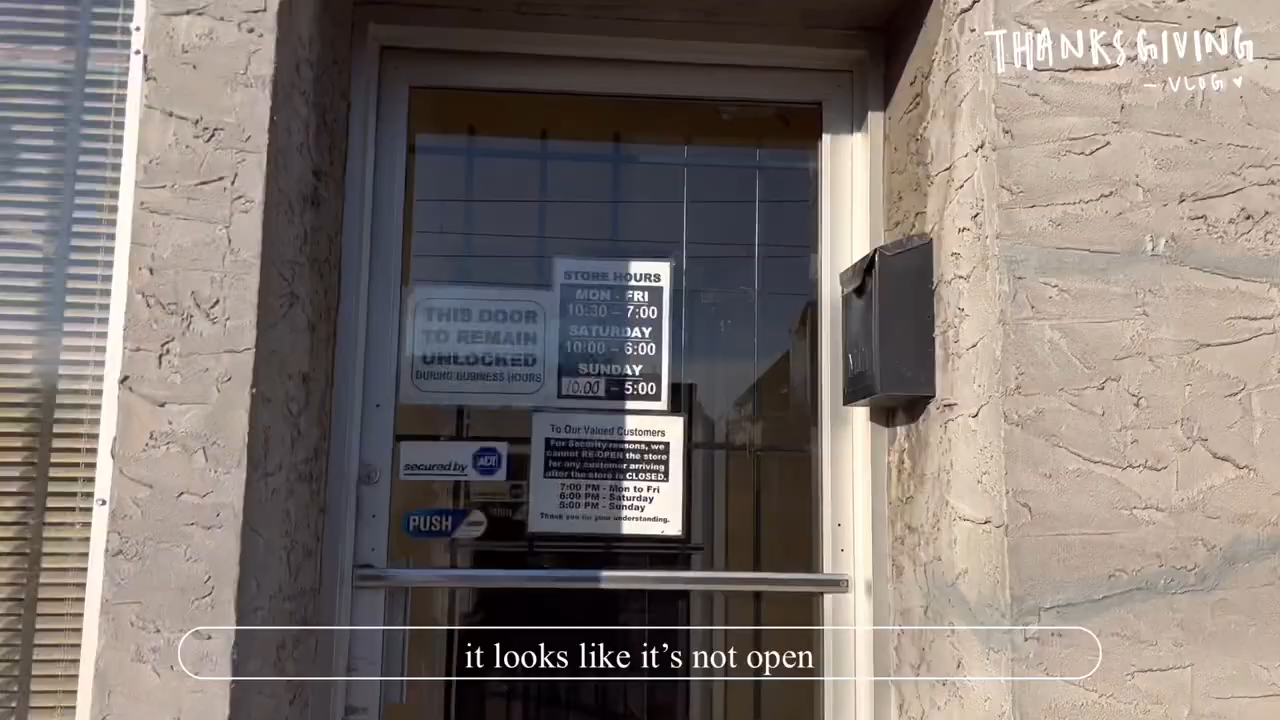 THANKSGIVING
- VLOG ♥
STORE HOURS
MON - FRI
10:30 - 7:00
SATURDAY
10:00 - 6:00
SUNDAY
10:00 - 5:00
THIS DOOR
TO REMAIN
UNLOCKED
DURING BUSINESS HOURS
To Our Valued Customers
For Security reasons, we
cannot RE-OPEN the store
for any customer arriving
after the store is CLOSED.
7:00 PM - Mon to Fri
6:00 PM - Saturday
5:00 PM - Sunday
Thank you for your understanding.
secured by ADT
PUSH
it looks like it's not open